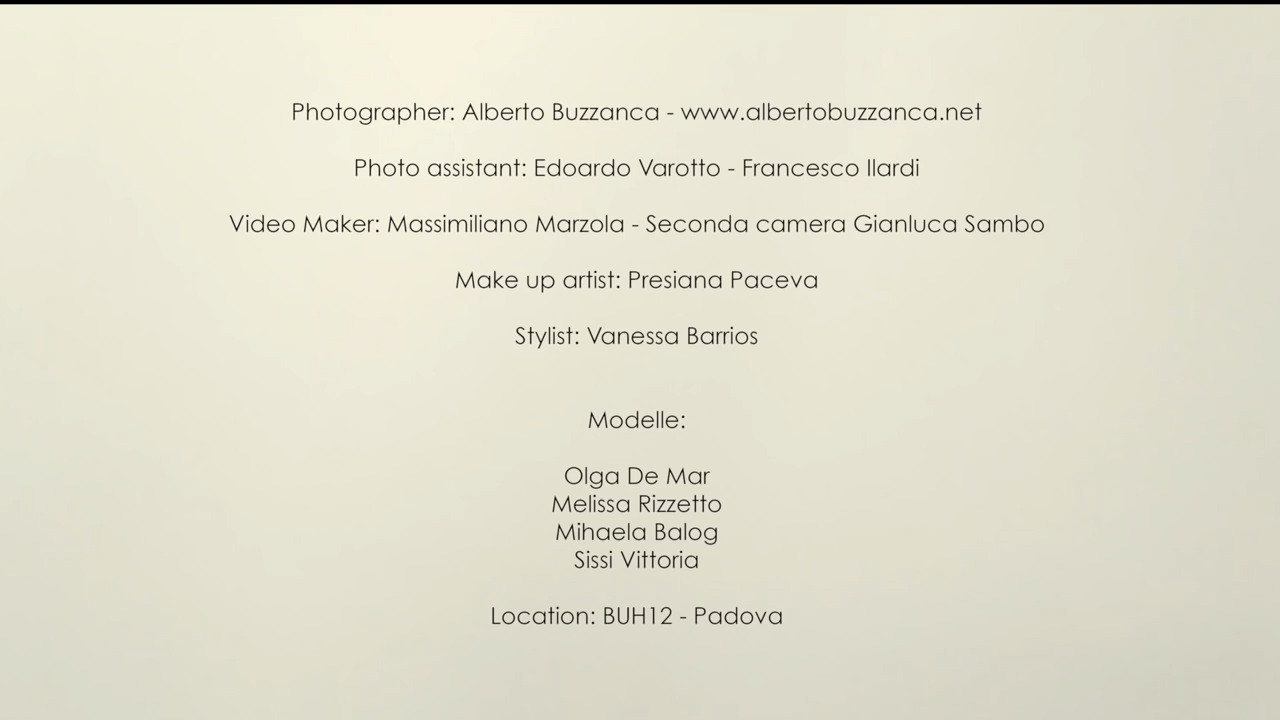 Photographer: Alberto Buzzanca - www.albertobuzzanca.net
Photo assistant: Edoardo Varotto - Francesco Ilardi
Video Maker: Massimiliano Marzola - Seconda camera Gianluca Sambo
Make up artist: Presiana Paceva
Stylist: Vanessa Barrios
Modelle:
Olga De Mar
Melissa Rizzetto
Mihaela Balog
Sissi Vittoria
Location: BUH12 - Padova